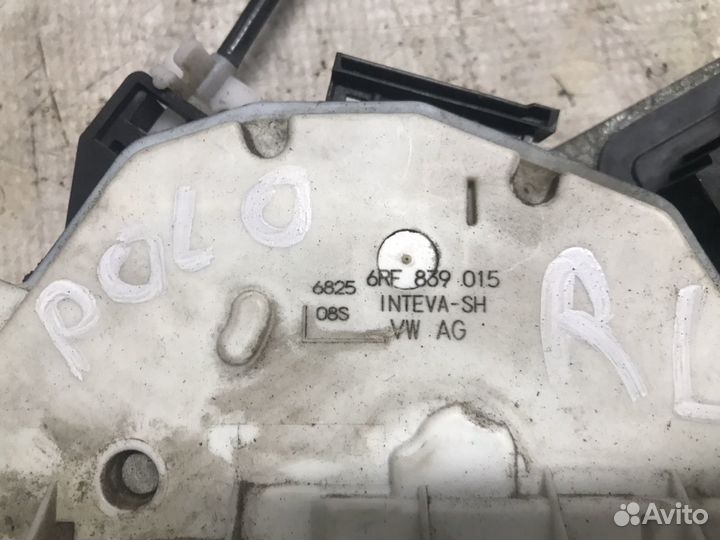 POLO
RL
6825
08S
6RF 839 015
INTEVA-SH
VW AG
Avito